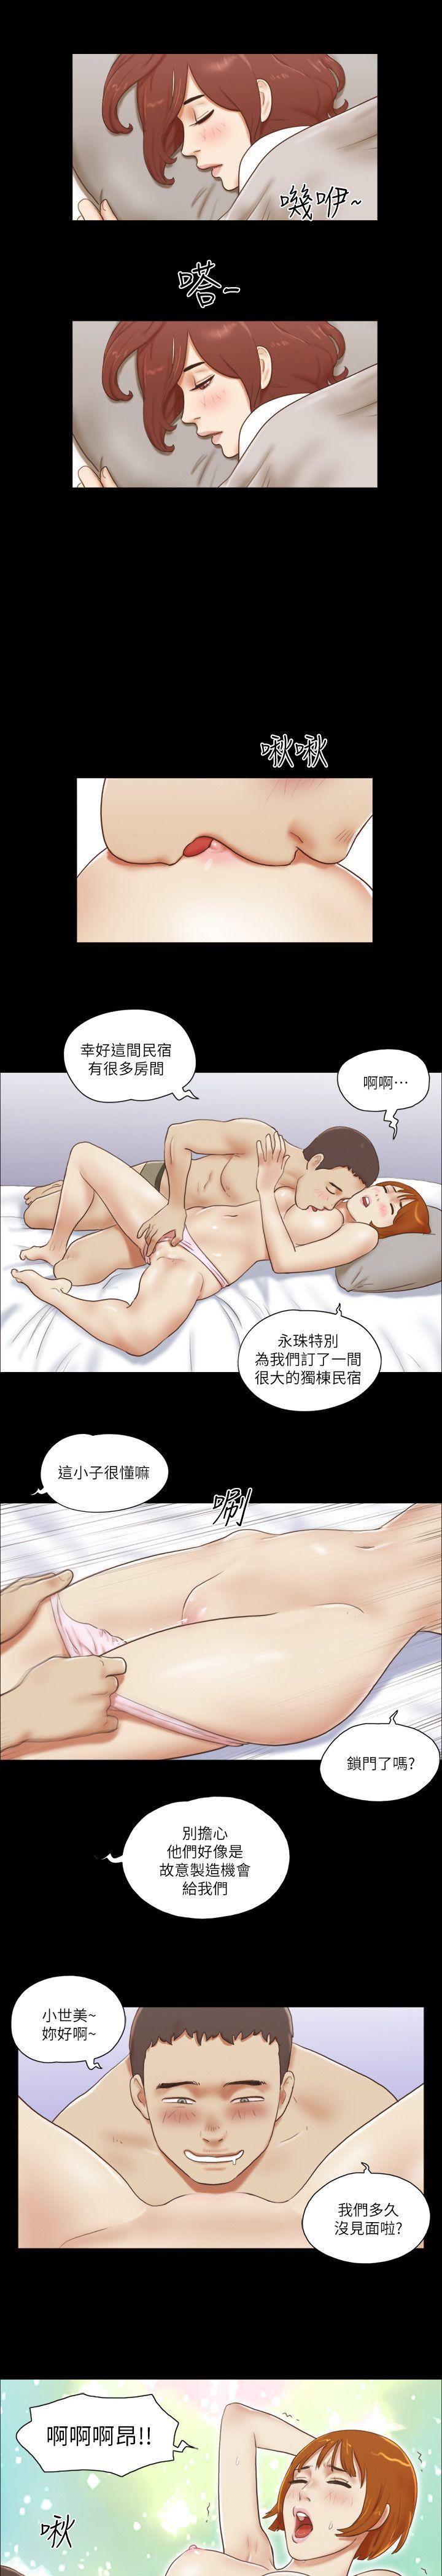 嘰咿~
嗒~
啾啾
幸好這間民宿
有很多房間
啊啊…
永珠特別
為我們訂了一間
很大的獨棟民宿
這小子很懂嘛
唰
鎖門了嗎?
別擔心
他們好像是
故意製造機會
給我們
小世美~
妳好啊~
我們多久
沒見面啦?
啊啊啊昂!!
啾